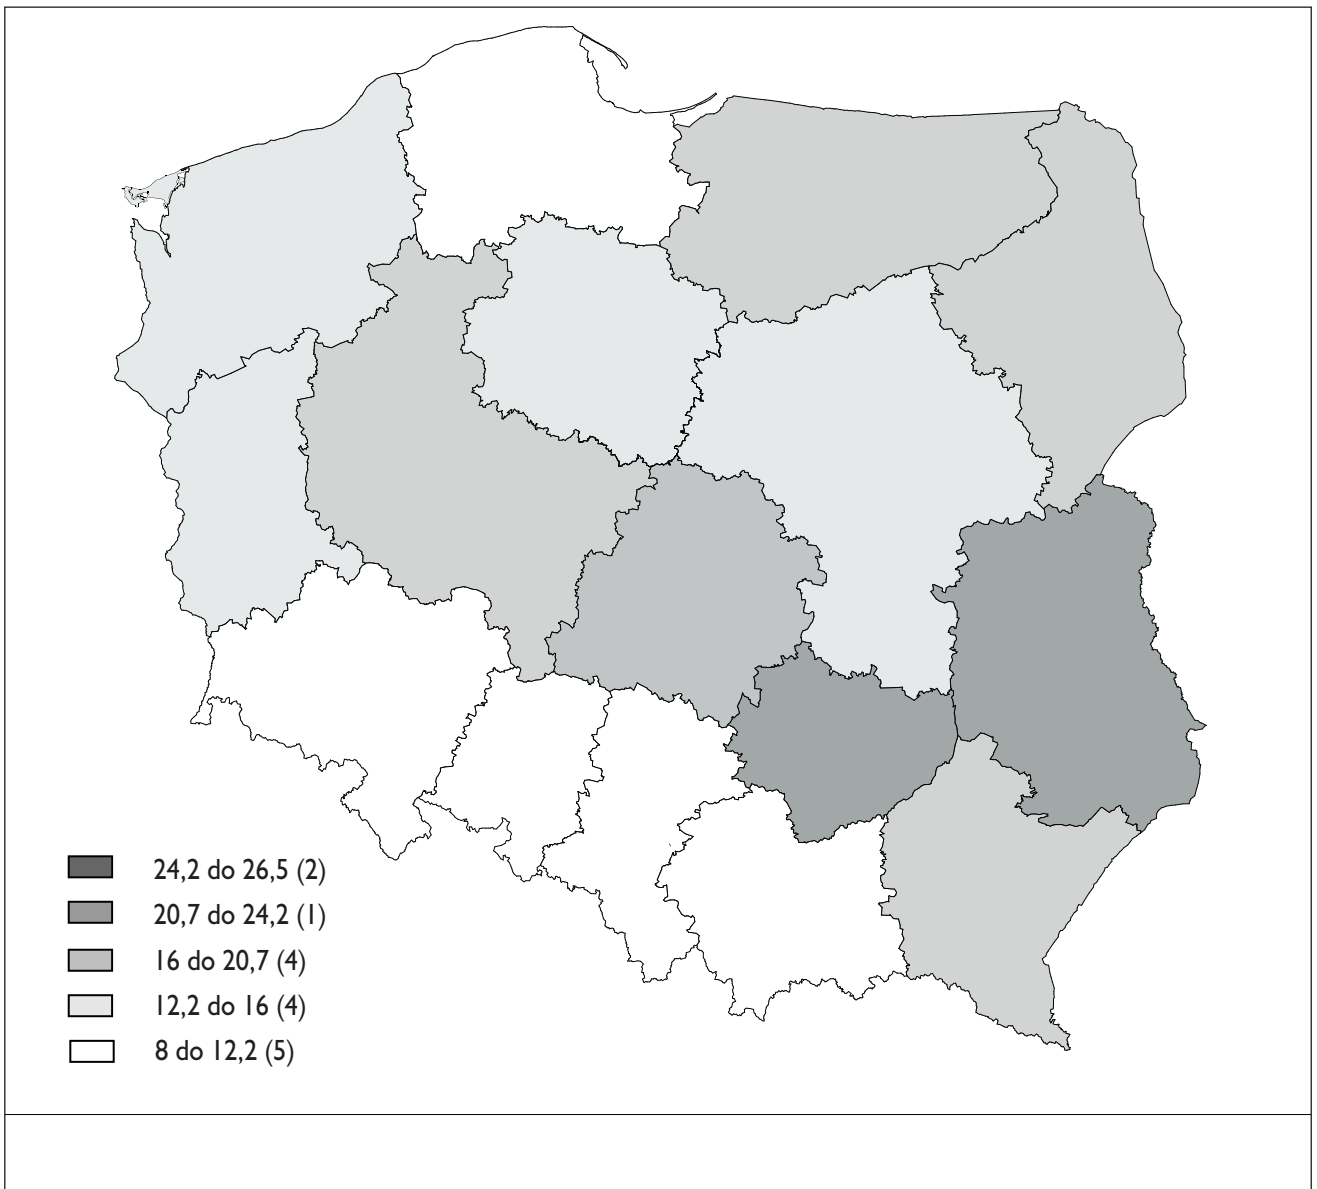 24,2 do 26,5 (2)
20,7 do 24,2 (1)
16 do 20,7 (4)
12,2 do 16 (4)
8 do 12,2 (5)